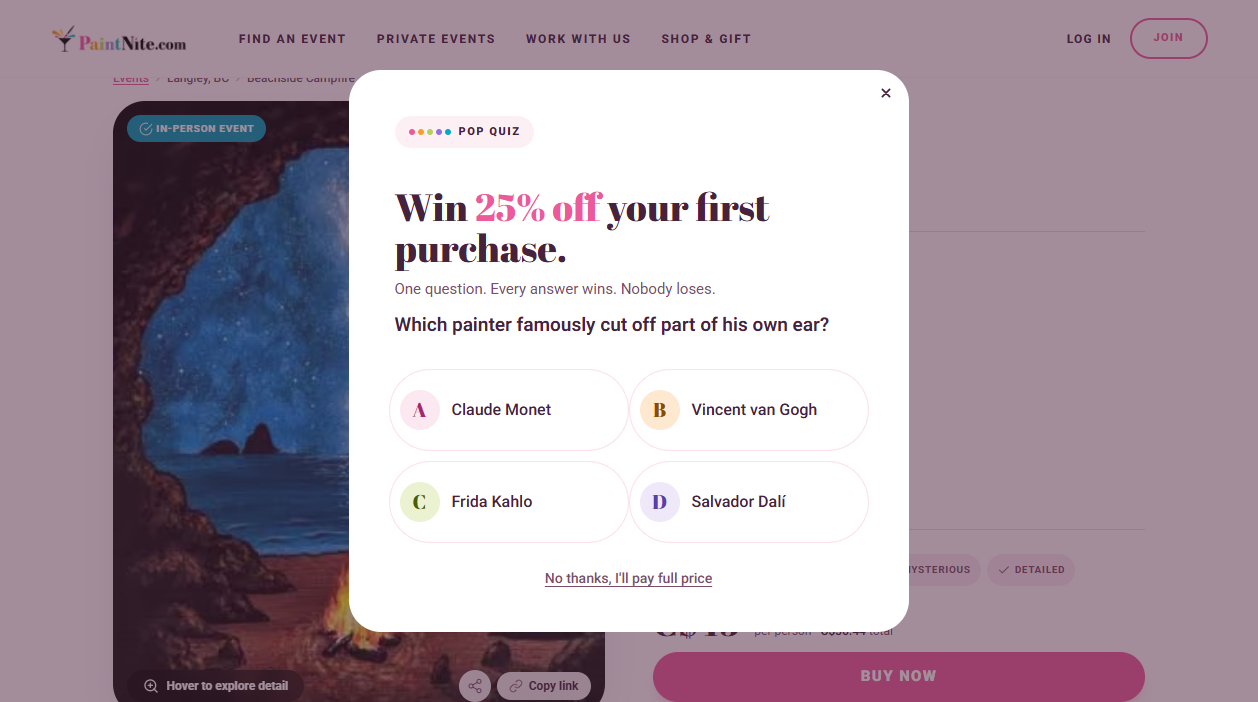 PaintNite.com
FIND AN EVENT
PRIVATE EVENTS
WORK WITH US
SHOP & GIFT
LOG IN
JOIN
Events / Langley, BC / Beachside Campfire
IN-PERSON EVENT
POP QUIZ
Win 25% off your first
purchase.
One question. Every answer wins. Nobody loses.
Which painter famously cut off part of his own ear?
A Claude Monet
B Vincent van Gogh
C Frida Kahlo
D Salvador Dalí
No thanks, I'll pay full price
DETAILED
per person
total
BUY NOW
Hover to explore detail
Copy link